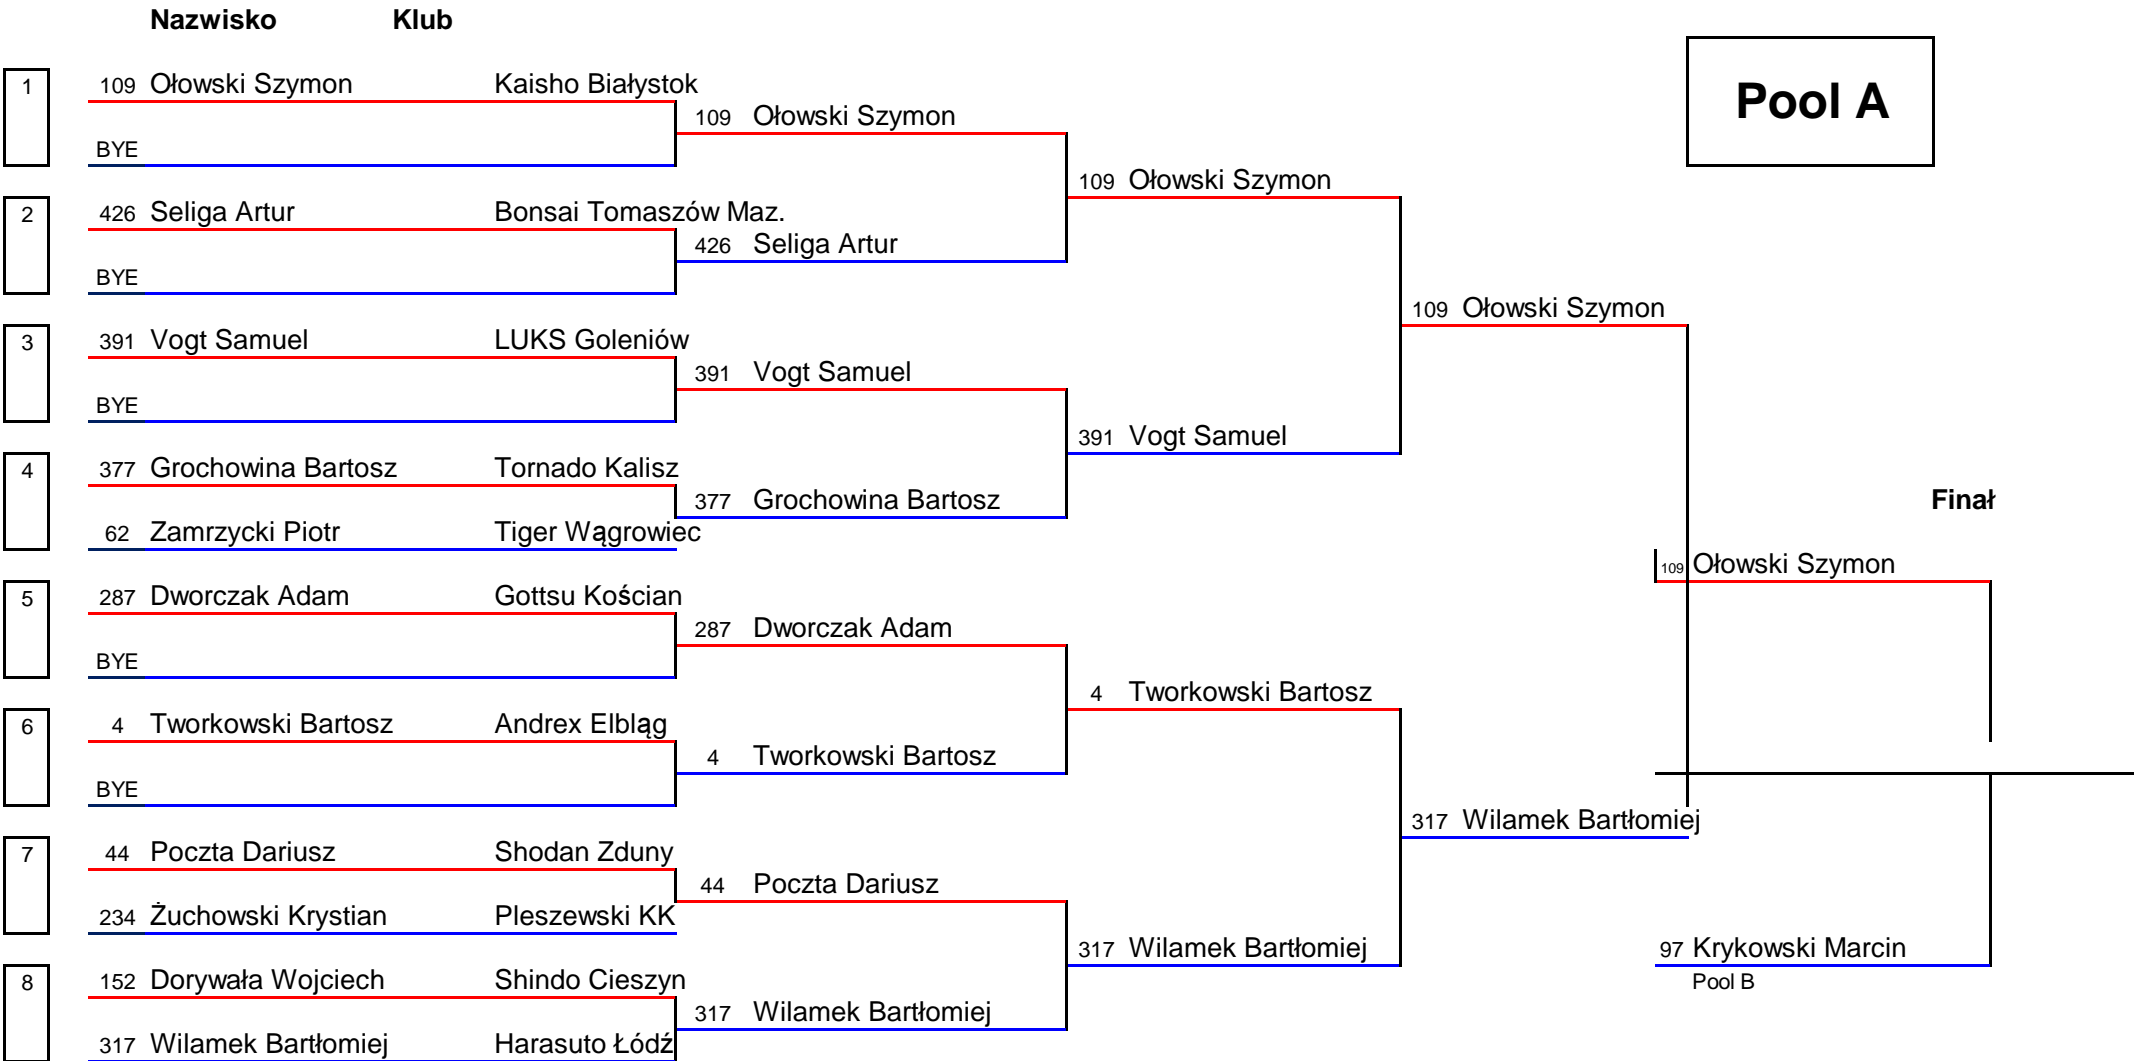 Nazwisko Klub
Pool A
1 109 Ołowski Szymon Kaisho Białystok
109 Ołowski Szymon
BYE
109 Ołowski Szymon
2 426 Seliga Artur Bonsai Tomaszów Maz.
426 Seliga Artur
BYE
109 Ołowski Szymon
3 391 Vogt Samuel LUKS Goleniów
391 Vogt Samuel
BYE
391 Vogt Samuel
4 377 Grochowina Bartosz Tornado Kalisz
377 Grochowina Bartosz
Finał
62 Zamrzycki Piotr Tiger Wągrowiec
109 Ołowski Szymon
5 287 Dworczak Adam Gottsu Kościan
287 Dworczak Adam
BYE
4 Tworkowski Bartosz
6 4 Tworkowski Bartosz Andrex Elbląg
4 Tworkowski Bartosz
BYE
317 Wilamek Bartłomiej
7 44 Poczta Dariusz Shodan Zduny
44 Poczta Dariusz
234 Żuchowski Krystian Pleszewski KK
317 Wilamek Bartłomiej
97 Krykowski Marcin
Pool B
8 152 Dorywała Wojciech Shindo Cieszyn
317 Wilamek Bartłomiej
317 Wilamek Bartłomiej Harasuto Łódź